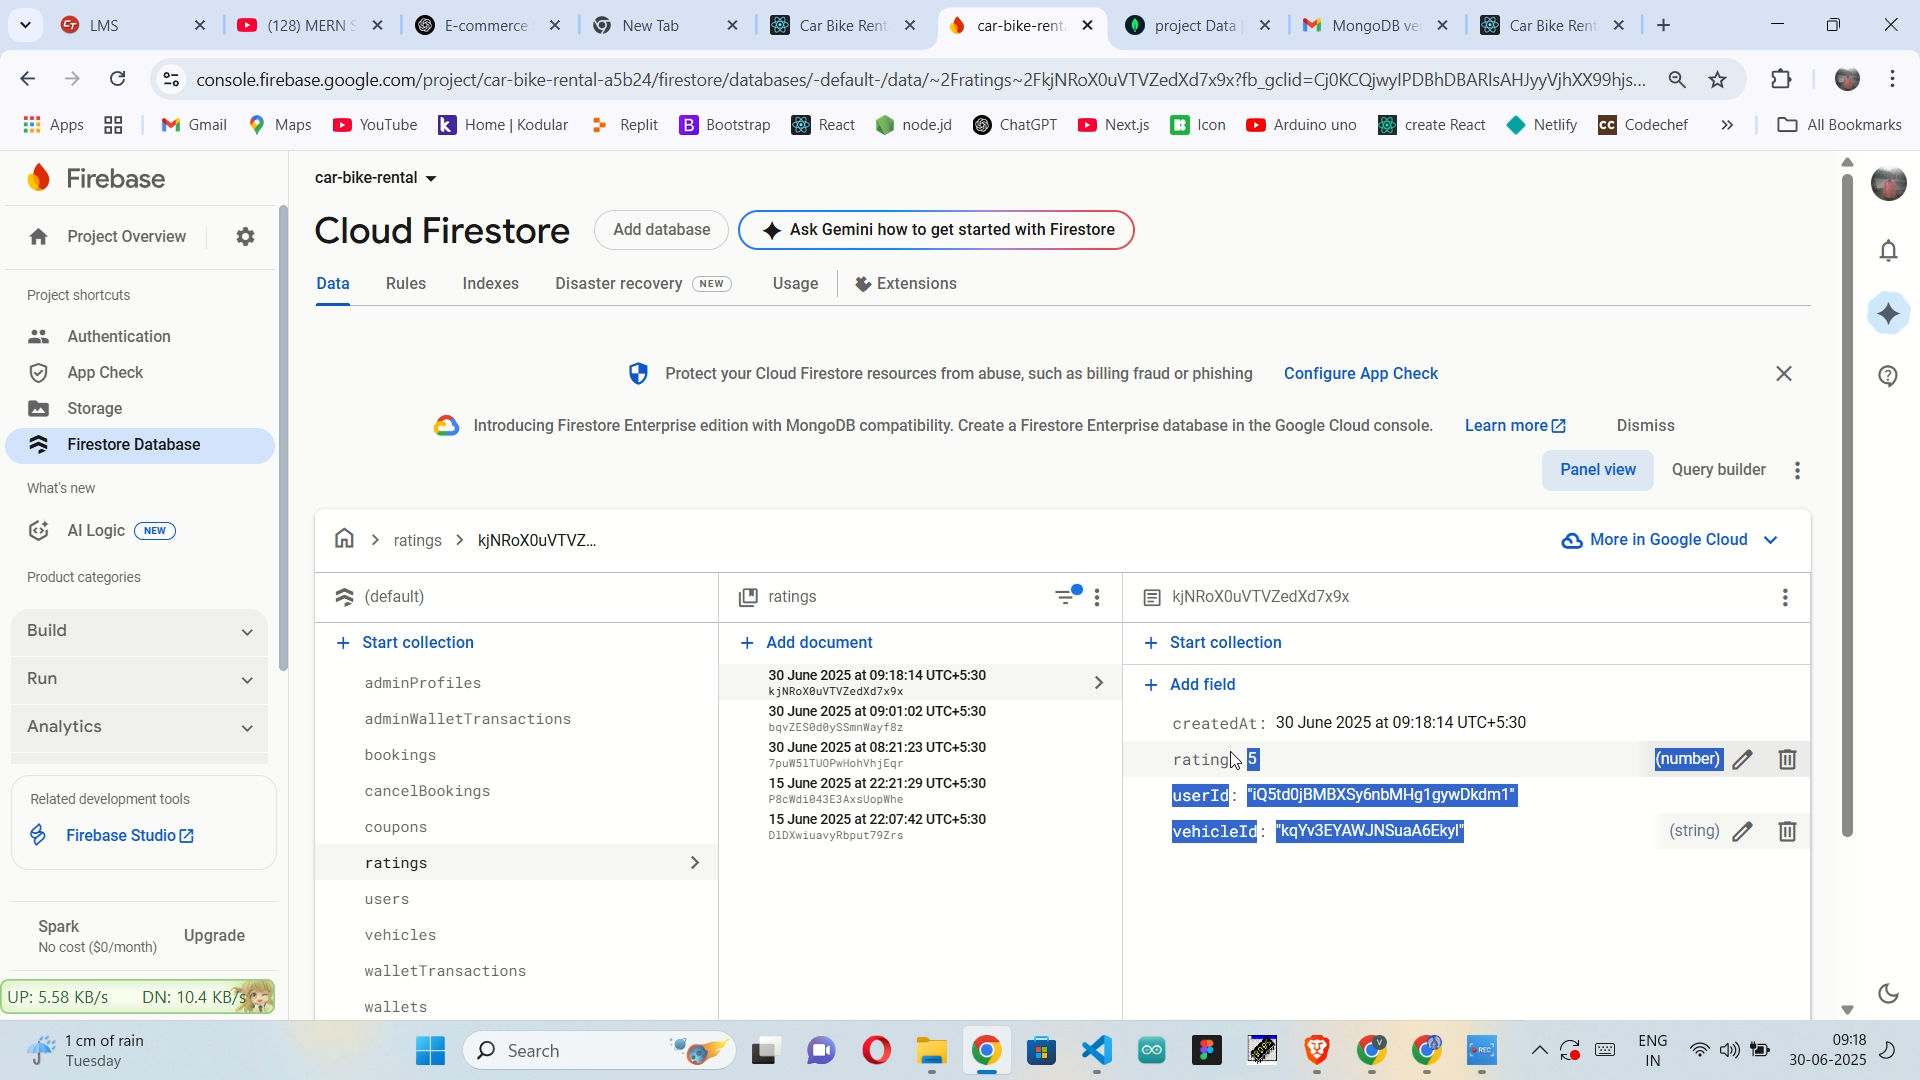 LMS
(128) MERN S
E-commerce
New Tab
Car Bike Rent
car-bike-rent
project Data |
MongoDB ve
Car Bike Rent
console.firebase.google.com/project/car-bike-rental-a5b24/firestore/databases/-default-/data/~2Fratings~2FkjNRoX0uVTVZedXd7x9x?fb_gclid=Cj0KCQjwyIPDBhDBARIsAHJyyVjhXX99hjs...
Apps
Gmail
Maps
YouTube
Home | Kodular
Replit
Bootstrap
React
node.jd
ChatGPT
Next.js
Icon
Arduino uno
create React
Netlify
Codechef
All Bookmarks
Firebase
Project Overview
Project shortcuts
Authentication
App Check
Storage
Firestore Database
What's new
AI Logic NEW
Product categories
Build
Run
Analytics
Related development tools
Firebase Studio
Spark
No cost ($0/month)
Upgrade
UP: 5.58 KB/s DN: 10.4 KB/s
car-bike-rental
Cloud Firestore
Add database
Ask Gemini how to get started with Firestore
Data
Rules
Indexes
Disaster recovery NEW
Usage
Extensions
Protect your Cloud Firestore resources from abuse, such as billing fraud or phishing
Configure App Check
Introducing Firestore Enterprise edition with MongoDB compatibility. Create a Firestore Enterprise database in the Google Cloud console.
Learn more
Dismiss
Panel view
Query builder
ratings
kjNRoX0uVTVZ...
More in Google Cloud
(default)
+ Start collection
adminProfiles
adminWalletTransactions
bookings
cancelBookings
coupons
ratings
users
vehicles
walletTransactions
wallets
ratings
+ Add document
30 June 2025 at 09:18:14 UTC+5:30
kjNRoX0uVTVZedXd7x9x
30 June 2025 at 09:01:02 UTC+5:30
bqvZES0d0ySSmnWayf8z
30 June 2025 at 08:21:23 UTC+5:30
7puW5lTUOPwHohVhjEqr
15 June 2025 at 22:21:29 UTC+5:30
P8cWdi043E3AxsUopWhe
15 June 2025 at 22:07:42 UTC+5:30
DlDXwiuavyRbput79Zrs
kjNRoX0uVTVZedXd7x9x
+ Start collection
+ Add field
createdAt: 30 June 2025 at 09:18:14 UTC+5:30
rating 5 (number)
userId: "iQ5td0jBMBXSy6nbMHg1gywDkdm1"
vehicleId: "kqYv3EYAWJNSuaA6Ekyl" (string)
1 cm of rain
Tuesday
Search
ENG
IN
09:18
30-06-2025